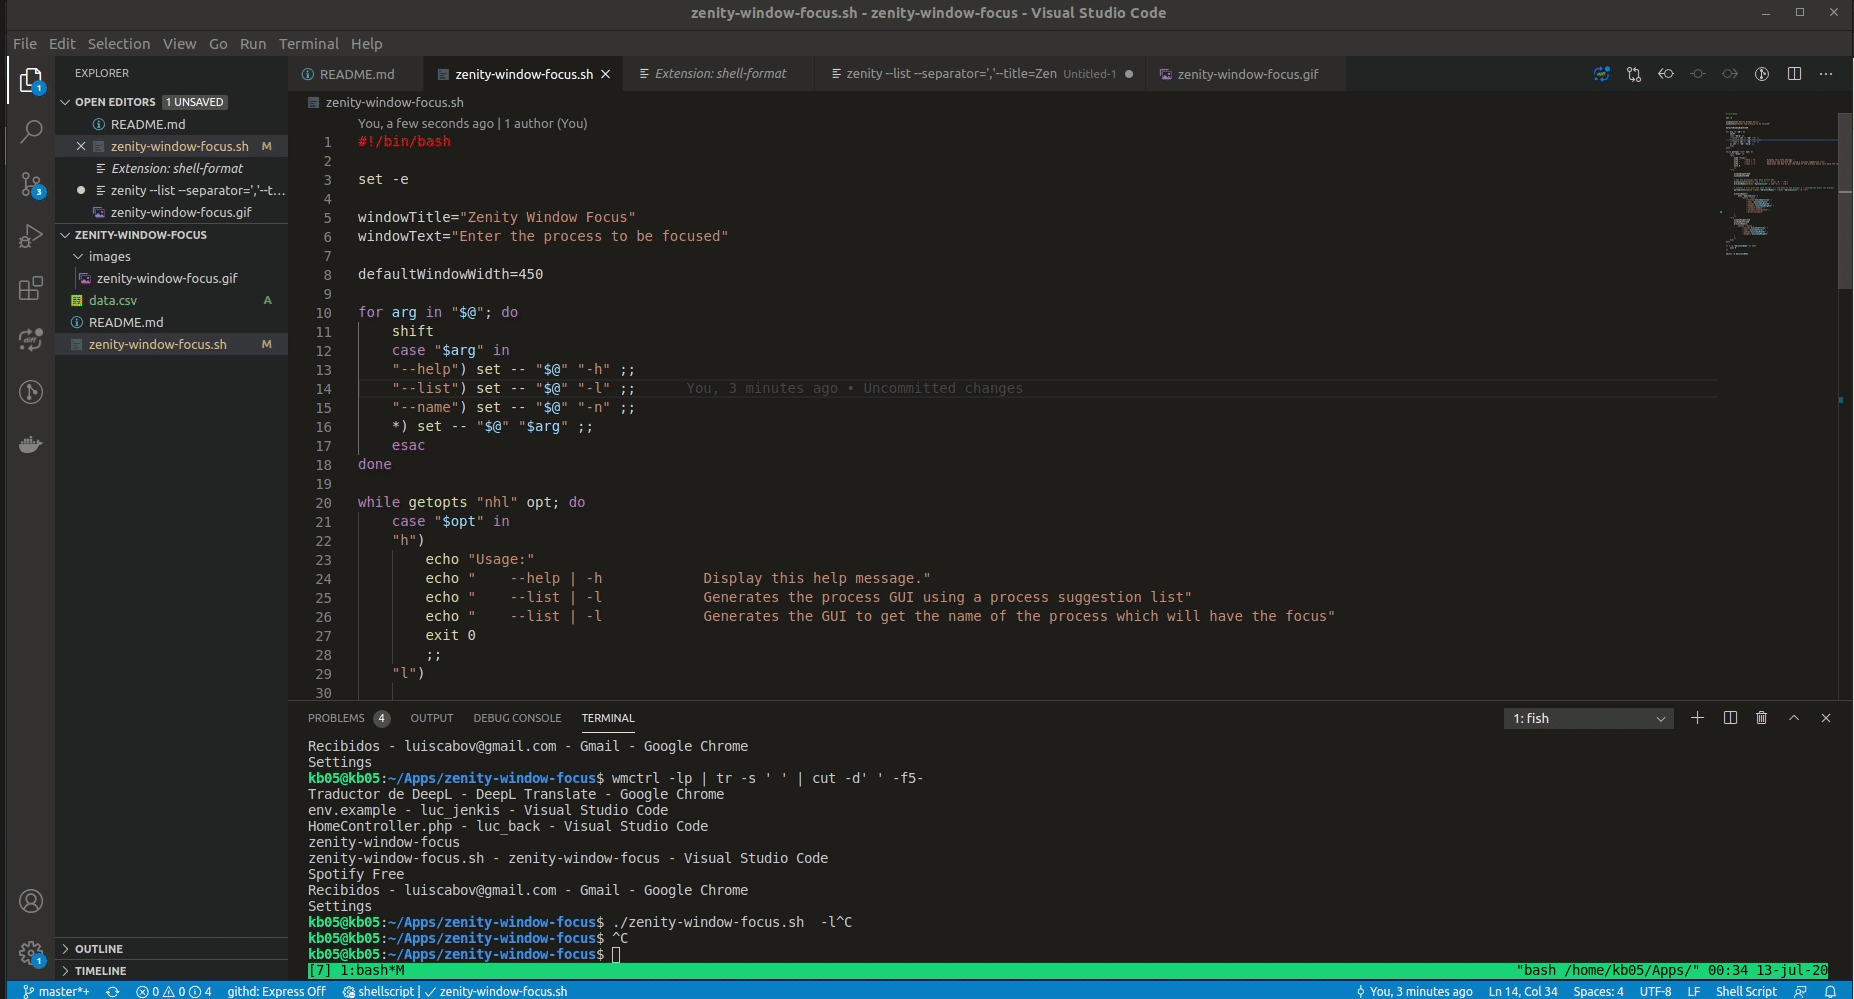 zenity-window-focus.sh - zenity-window-focus - Visual Studio Code
File Edit Selection View Go Run Terminal Help
EXPLORER
OPEN EDITORS 1 UNSAVED
README.md
zenity-window-focus.sh M
Extension: shell-format
zenity --list --separator=','--t...
zenity-window-focus.gif
ZENITY-WINDOW-FOCUS
images
zenity-window-focus.gif
data.csv A
README.md
zenity-window-focus.sh M
OUTLINE
TIMELINE
1
3
diff
1
README.md zenity-window-focus.sh Extension: shell-format zenity --list --separator=','--title=Zen Untitled-1 zenity-window-focus.gif
zenity-window-focus.sh
You, a few seconds ago | 1 author (You)
1 #!/bin/bash
2
3 set -e
4
5 windowTitle="Zenity Window Focus"
6 windowText="Enter the process to be focused"
7
8 defaultWindowWidth=450
9
10 for arg in "$@"; do
11 shift
12 case "$arg" in
13 "--help") set -- "$@" "-h" ;;
14 "--list") set -- "$@" "-l" ;; You, 3 minutes ago • Uncommitted changes
15 "--name") set -- "$@" "-n" ;;
16 *) set -- "$@" "$arg" ;;
17 esac
18 done
19
20 while getopts "nhl" opt; do
21 case "$opt" in
22 "h")
23 echo "Usage:"
24 echo " --help | -h Display this help message."
25 echo " --list | -l Generates the process GUI using a process suggestion list"
26 echo " --list | -l Generates the GUI to get the name of the process which will have the focus"
27 exit 0
28 ;;
29 "l")
30
PROBLEMS 4 OUTPUT DEBUG CONSOLE TERMINAL 1: fish
Recibidos - luiscabov@gmail.com - Gmail - Google Chrome
Settings
kb05@kb05:~/Apps/zenity-window-focus$ wmctrl -lp | tr -s ' ' | cut -d' ' -f5-
Traductor de DeepL - DeepL Translate - Google Chrome
env.example - luc_jenkis - Visual Studio Code
HomeController.php - luc_back - Visual Studio Code
zenity-window-focus
zenity-window-focus.sh - zenity-window-focus - Visual Studio Code
Spotify Free
Recibidos - luiscabov@gmail.com - Gmail - Google Chrome
Settings
kb05@kb05:~/Apps/zenity-window-focus$ ./zenity-window-focus.sh  -l^C
kb05@kb05:~/Apps/zenity-window-focus$ ^C
kb05@kb05:~/Apps/zenity-window-focus$
[7] 1:bash*M "bash /home/kb05/Apps/" 00:34 13-jul-20
master*+ 0 0 4 githd: Express Off shellscript | zenity-window-focus.sh You, 3 minutes ago Ln 14, Col 34 Spaces: 4 UTF-8 LF Shell Script